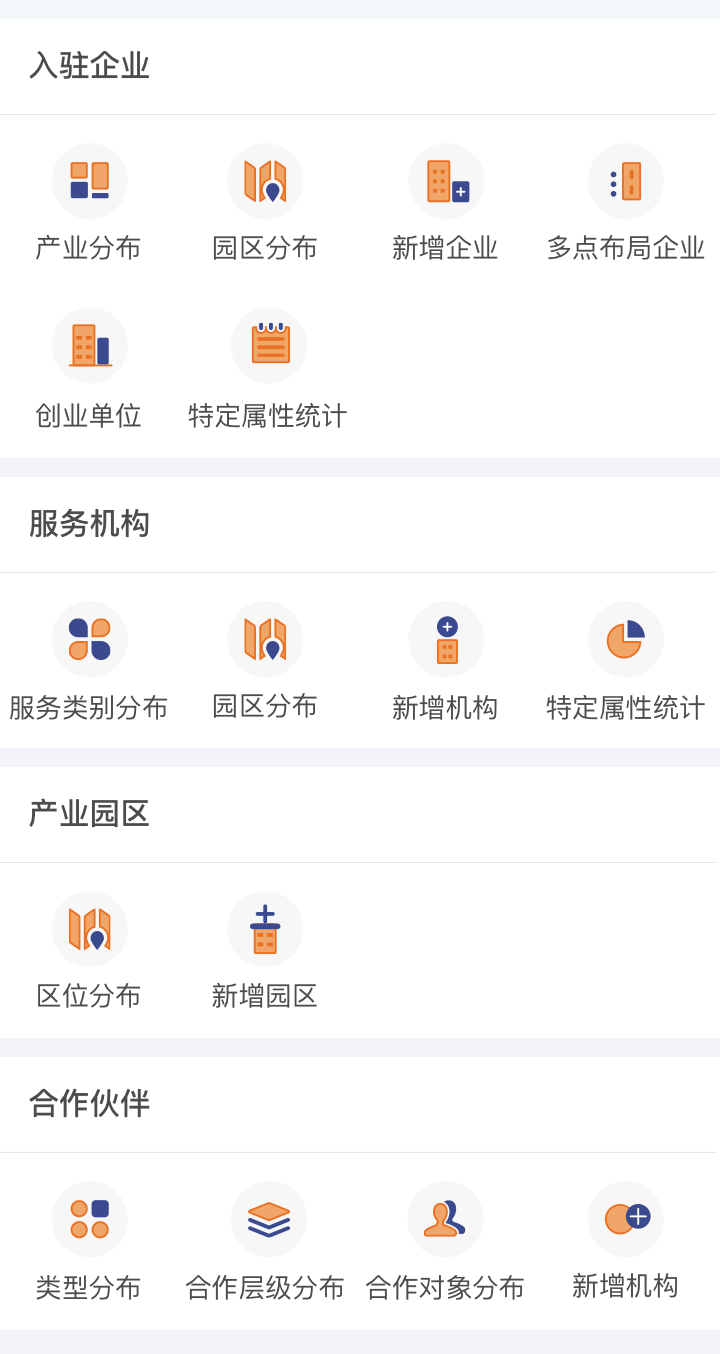 入驻企业
产业分布 园区分布 新增企业 多点布局企业
创业单位 特定属性统计
服务机构
服务类别分布 园区分布 新增机构 特定属性统计
产业园区
区位分布 新增园区
合作伙伴
类型分布 合作层级分布 合作对象分布 新增机构